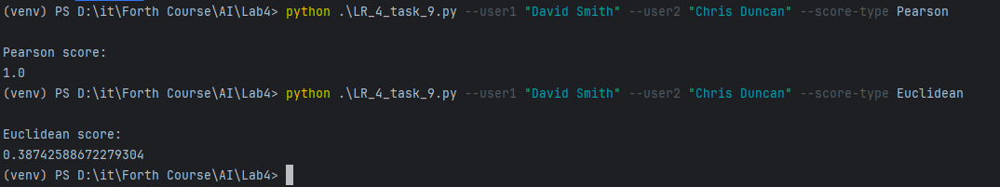 (venv) PS D:\it\Forth Course\AI\Lab4> python .\LR_4_task_9.py --user1 "David Smith" --user2 "Chris Duncan" --score-type Pearson
Pearson score:
1.0
(venv) PS D:\it\Forth Course\AI\Lab4> python .\LR_4_task_9.py --user1 "David Smith" --user2 "Chris Duncan" --score-type Euclidean
Euclidean score:
0.38742588672279304
(venv) PS D:\it\Forth Course\AI\Lab4>